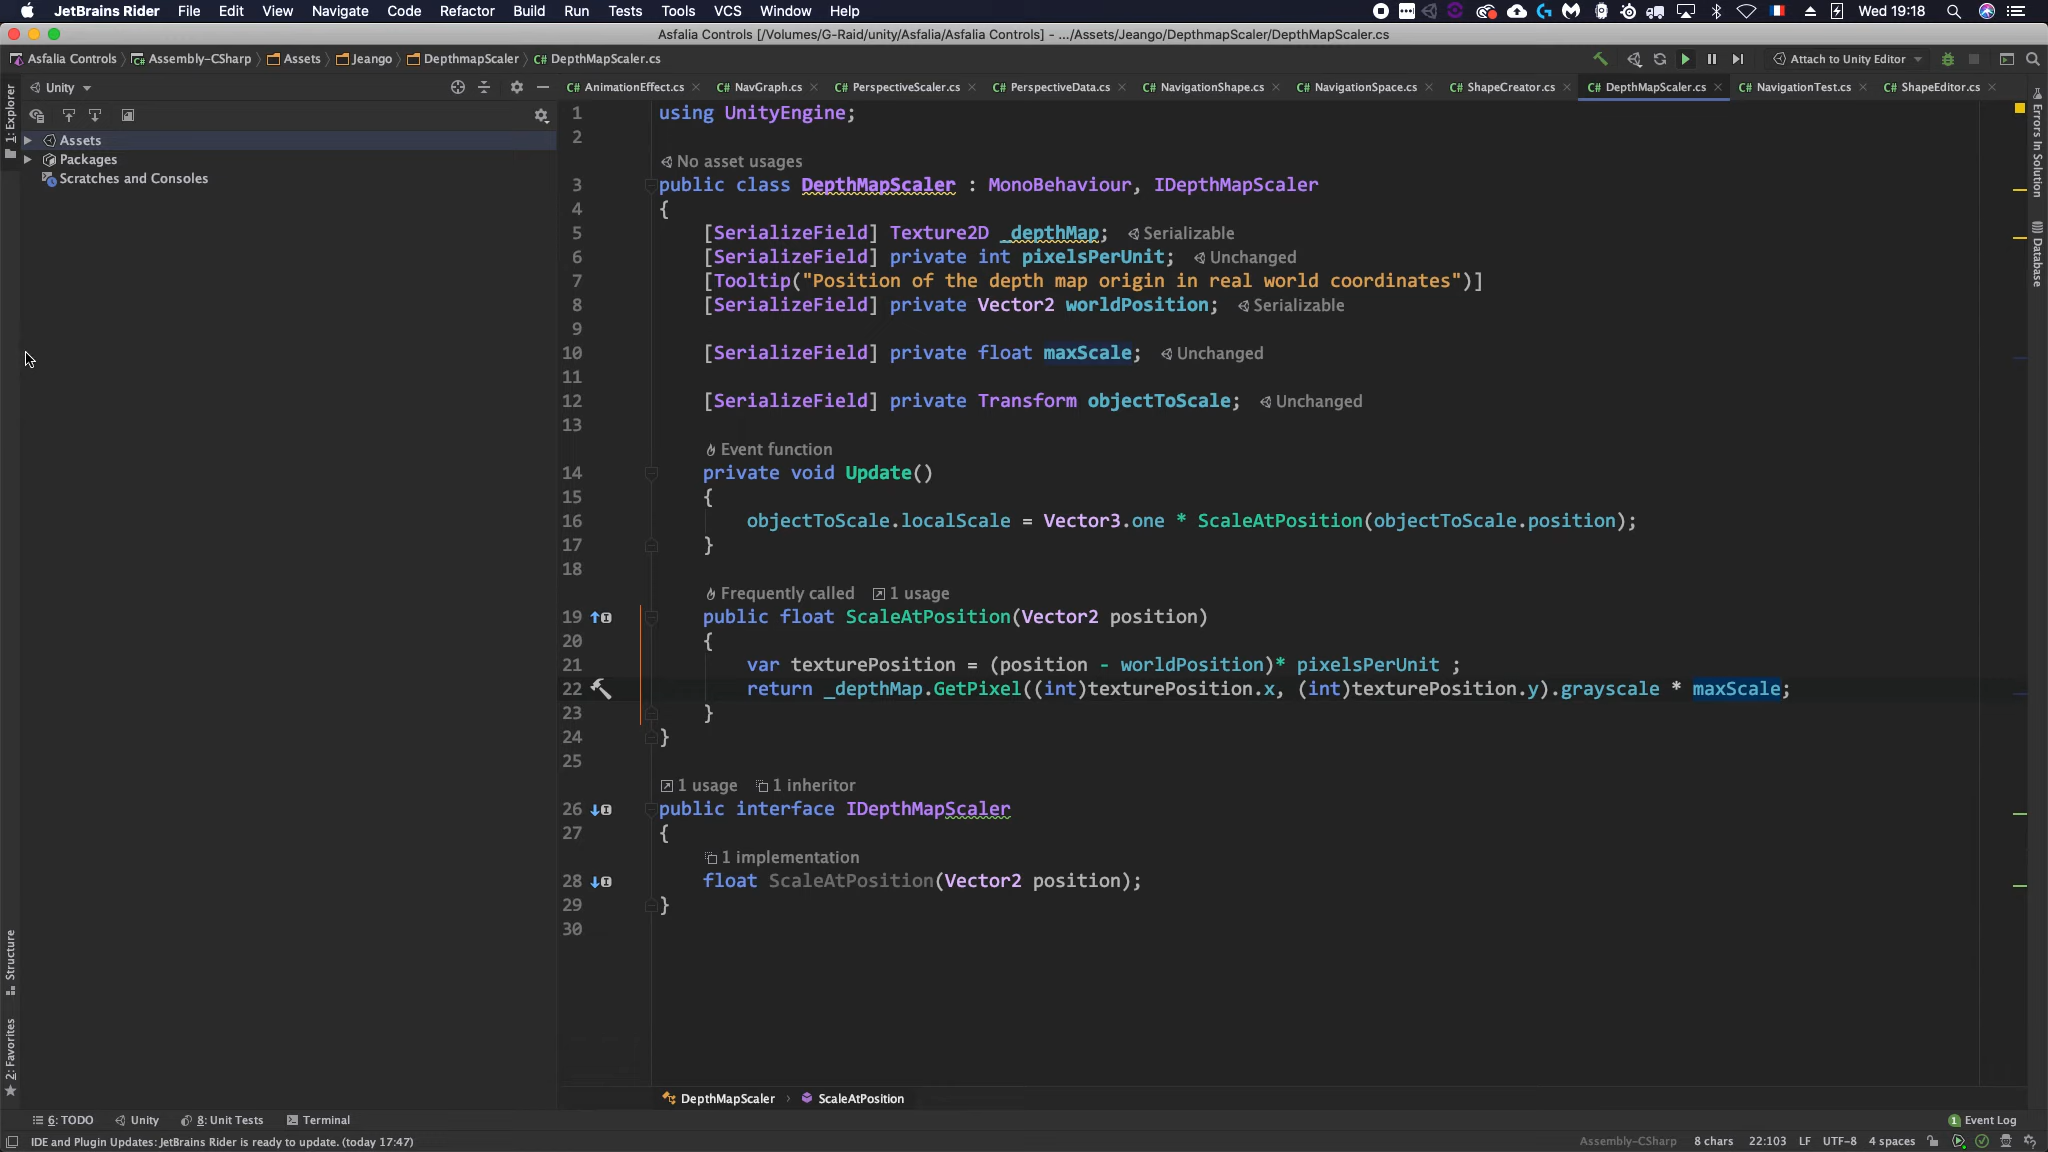 JetBrains Rider File Edit View Navigate Code Refactor Build Run Tests Tools VCS Window Help Wed 19:18
Asfalia Controls [/Volumes/G-Raid/unity/Asfalia/Asfalia Controls] - .../Assets/Jeango/DepthmapScaler/DepthMapScaler.cs
Asfalia Controls Assembly-CSharp Assets Jeango DepthmapScaler C# DepthMapScaler.cs Attach to Unity Editor
Unity
C# AnimationEffect.cs C# NavGraph.cs C# PerspectiveScaler.cs C# PerspectiveData.cs C# NavigationShape.cs C# NavigationSpace.cs C# ShapeCreator.cs C# DepthMapScaler.cs C# NavigationTest.cs C# ShapeEditor.cs
1: Explorer
Assets
Packages
Scratches and Consoles
1 using UnityEngine;
2
No asset usages
3 public class DepthMapScaler : MonoBehaviour, IDepthMapScaler
4 {
5 [SerializeField] Texture2D _depthMap; Serializable
6 [SerializeField] private int pixelsPerUnit; Unchanged
7 [Tooltip("Position of the depth map origin in real world coordinates")]
8 [SerializeField] private Vector2 worldPosition; Serializable
9
10 [SerializeField] private float maxScale; Unchanged
11
12 [SerializeField] private Transform objectToScale; Unchanged
13
Event function
14 private void Update()
15 {
16 objectToScale.localScale = Vector3.one * ScaleAtPosition(objectToScale.position);
17 }
18
Frequently called 1 usage
19 public float ScaleAtPosition(Vector2 position)
20 {
21 var texturePosition = (position - worldPosition)* pixelsPerUnit ;
22 return _depthMap.GetPixel((int)texturePosition.x, (int)texturePosition.y).grayscale * maxScale;
23 }
24 }
25
1 usage 1 inheritor
26 public interface IDepthMapScaler
27 {
1 implementation
28 float ScaleAtPosition(Vector2 position);
29 }
30
Errors In Solution
Database
Structure
2: Favorites
DepthMapScaler ScaleAtPosition
6: TODO Unity 8: Unit Tests Terminal 1 Event Log
IDE and Plugin Updates: JetBrains Rider is ready to update. (today 17:47) Assembly-CSharp 8 chars 22:103 LF UTF-8 4 spaces